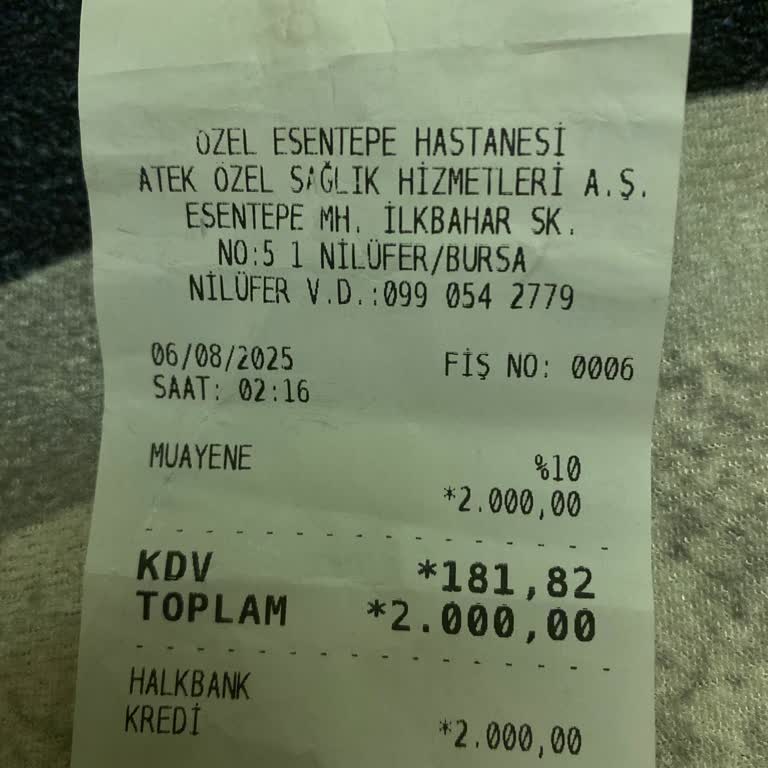 ÖZEL ESENTEPE HASTANESİ
ATEK ÖZEL SAĞLIK HİZMETLERİ A.Ş.
ESENTEPE MH. İLKBAHAR SK.
NO:5 1 NİLÜFER/BURSA
NİLÜFER V.D.:099 054 2779
06/08/2025 FİŞ NO: 0006
SAAT: 02:16
MUAYENE %10
*2.000,00
KDV *181,82
TOPLAM *2.000,00
HALKBANK
KREDİ *2.000,00